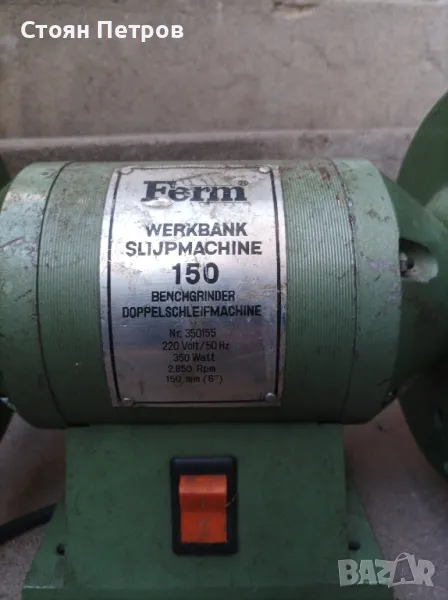 Стоян Петров
Ferm®
WERKBANK
SLIJPMACHINE
150
BENCHGRINDER
DOPPELSCHLEIFMACHINE
Nr. 350155
220 Volt/50 Hz
350 Watt
2.850 Rpm
150 mm (6")
BAZAR